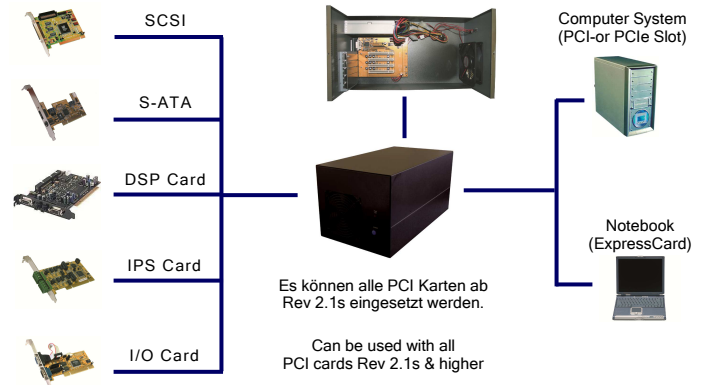 SCSI
S-ATA
DSP Card
IPS Card
I/O Card
Es können alle PCI Karten ab
Rev 2.1s eingesetzt werden.
Can be used with all
PCI cards Rev 2.1s & higher
Computer System
(PCI-or PCIe Slot)
Notebook
(ExpressCard)